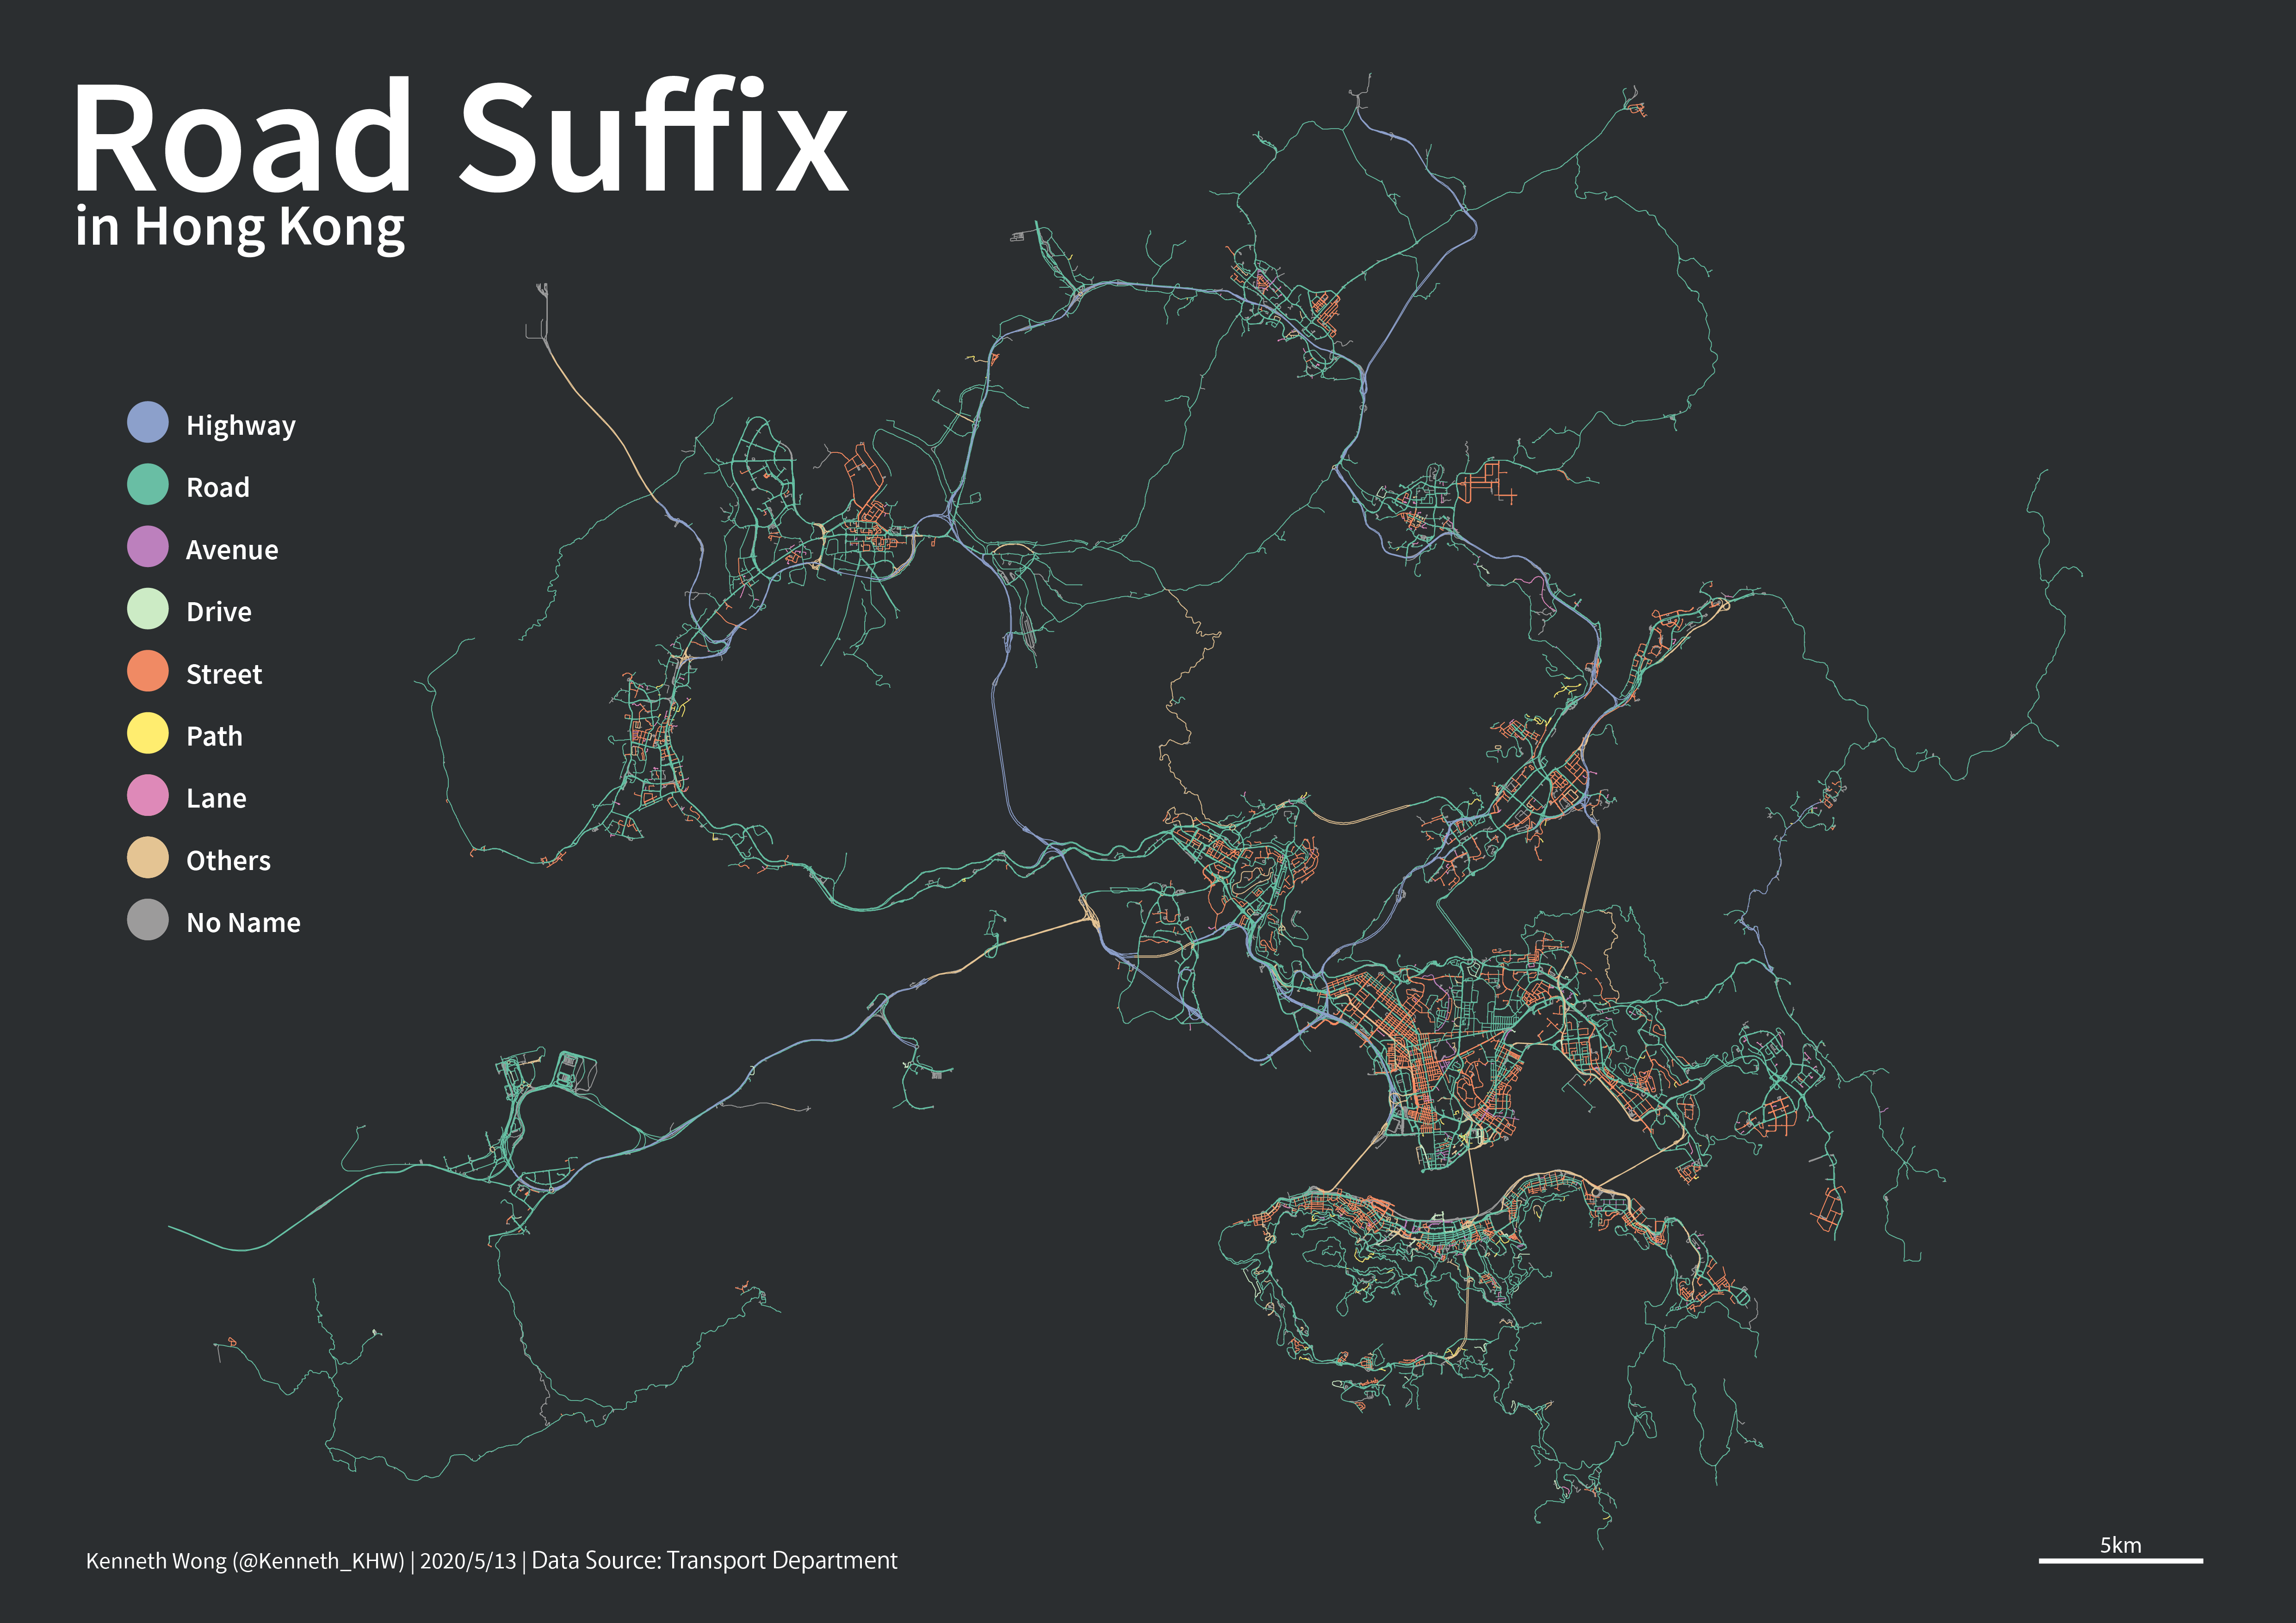 Road Suffix
in Hong Kong
Highway
Road
Avenue
Drive
Street
Path
Lane
Others
No Name
Kenneth Wong (@Kenneth_KHW) | 2020/5/13 | Data Source: Transport Department
5km